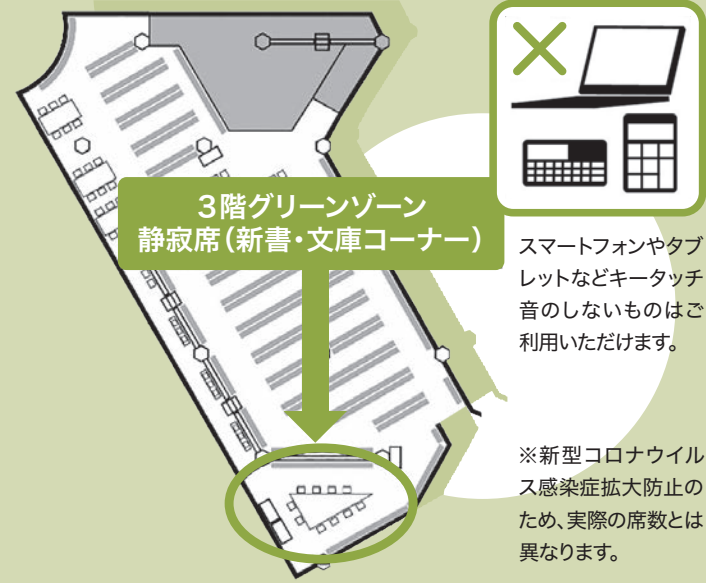 3階グリーンゾーン
静寂席(新書・文庫コーナー)
スマートフォンやタブ
レットなどキータッチ
音のしないものはご
利用いただけます。
※新型コロナウイル
ス感染症拡大防止の
ため、実際の席数とは
異なります。